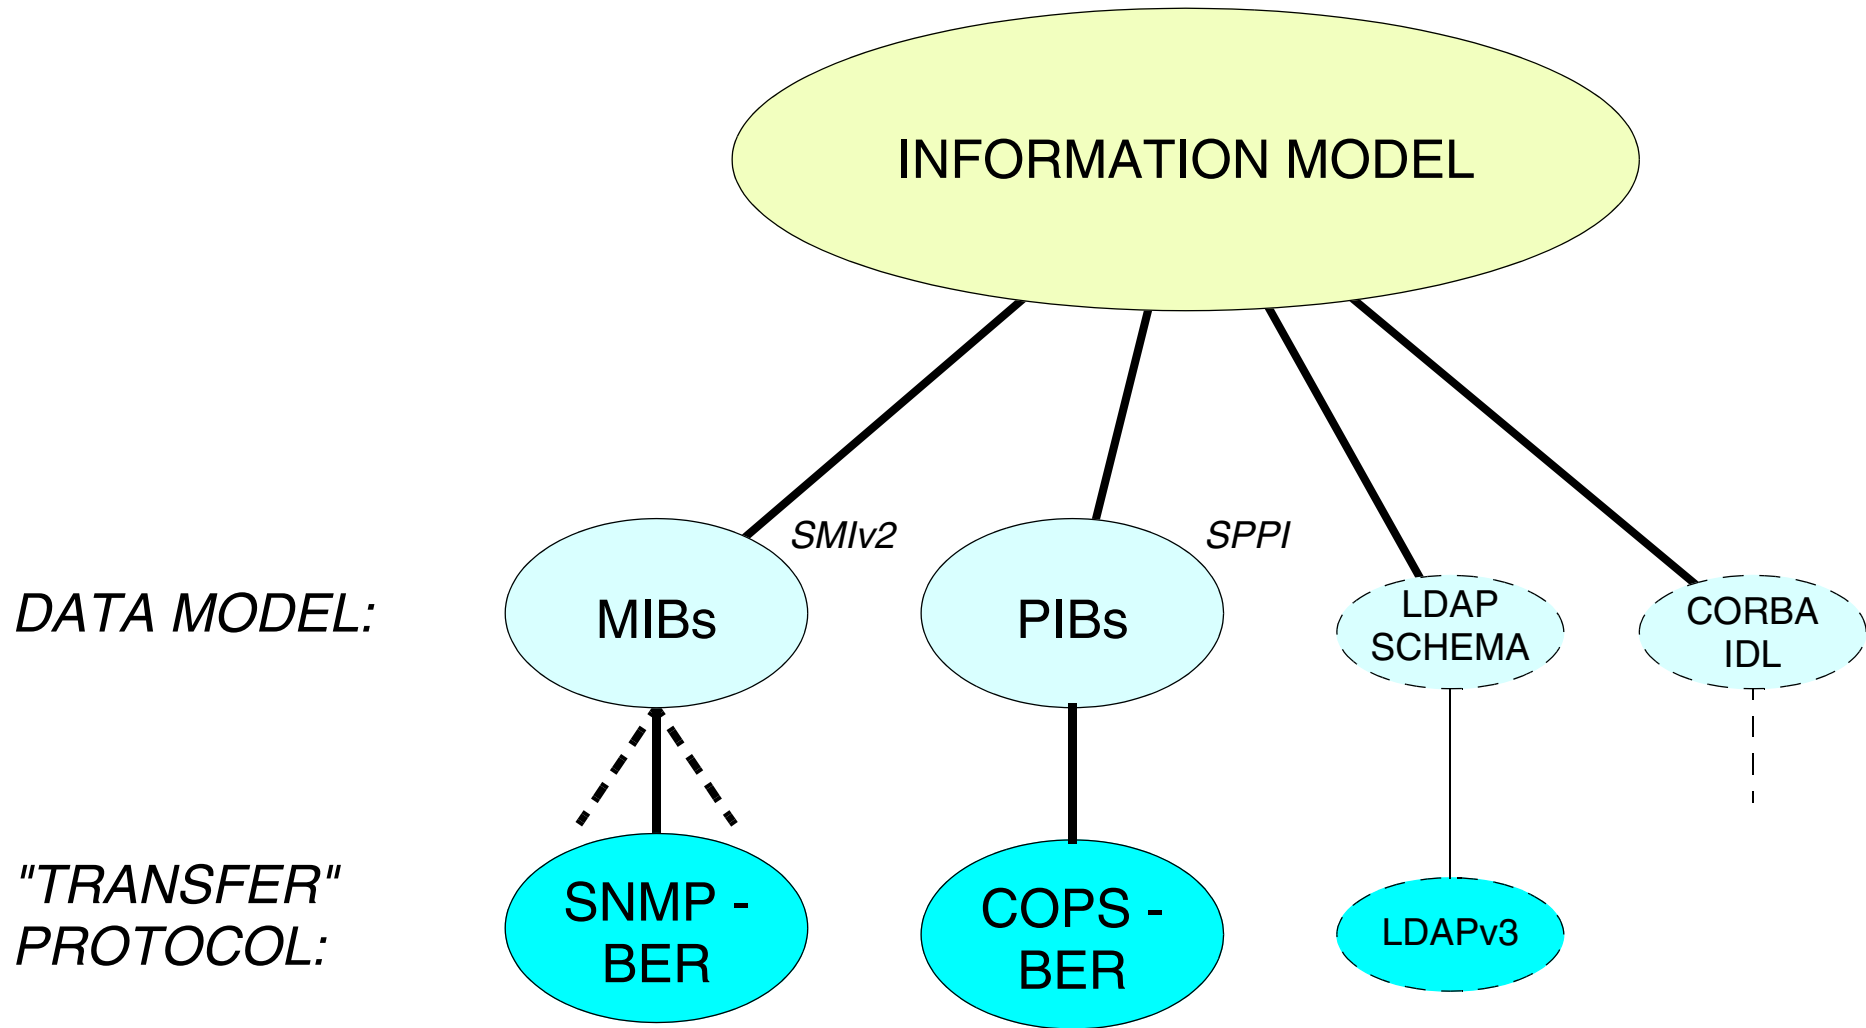 INFORMATION MODEL
SMIv2
SPPI
DATA MODEL:
MIBs
PIBs
LDAP
SCHEMA
CORBA
IDL
"TRANSFER"
PROTOCOL:
SNMP -
BER
COPS -
BER
LDAPv3